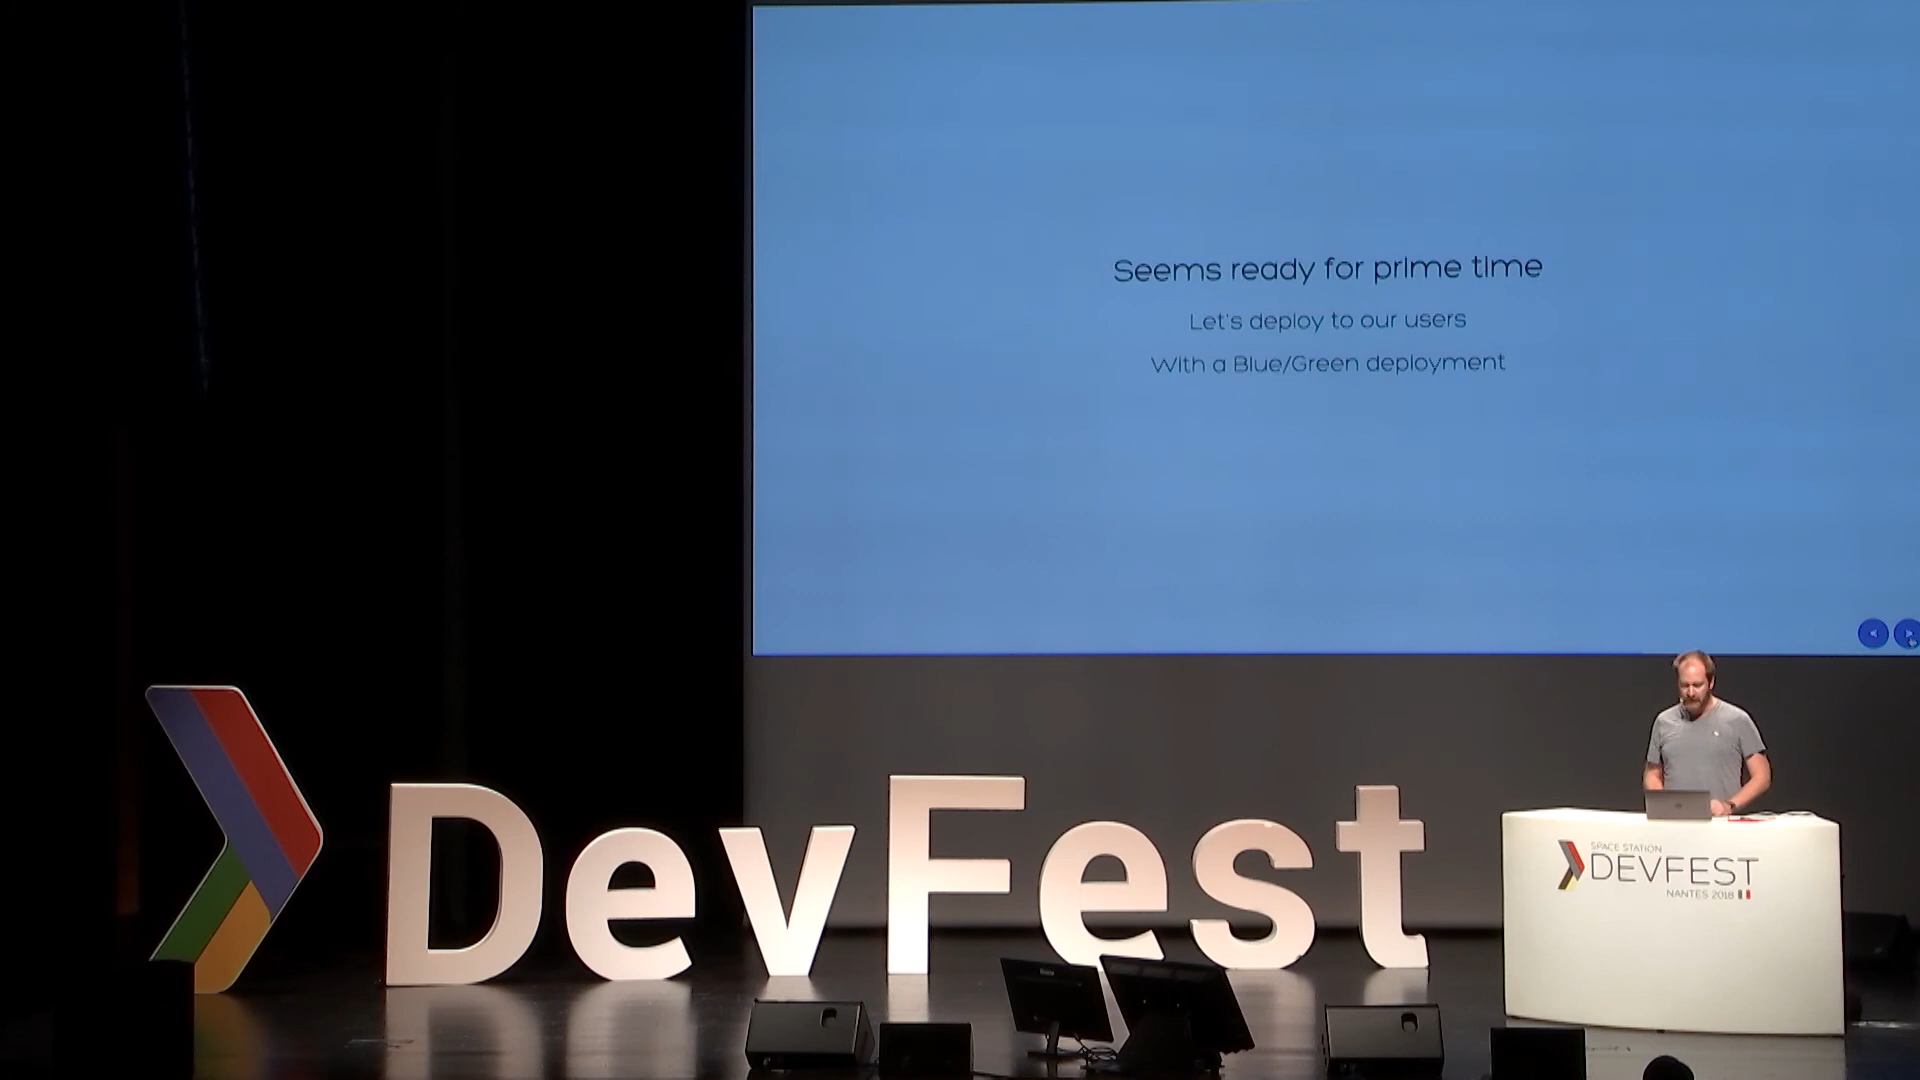 Seems ready for prime time
Let's deploy to our users
With a Blue/Green deployment
DevFest
SPACE STATION
DEVFEST
NANTES 2018